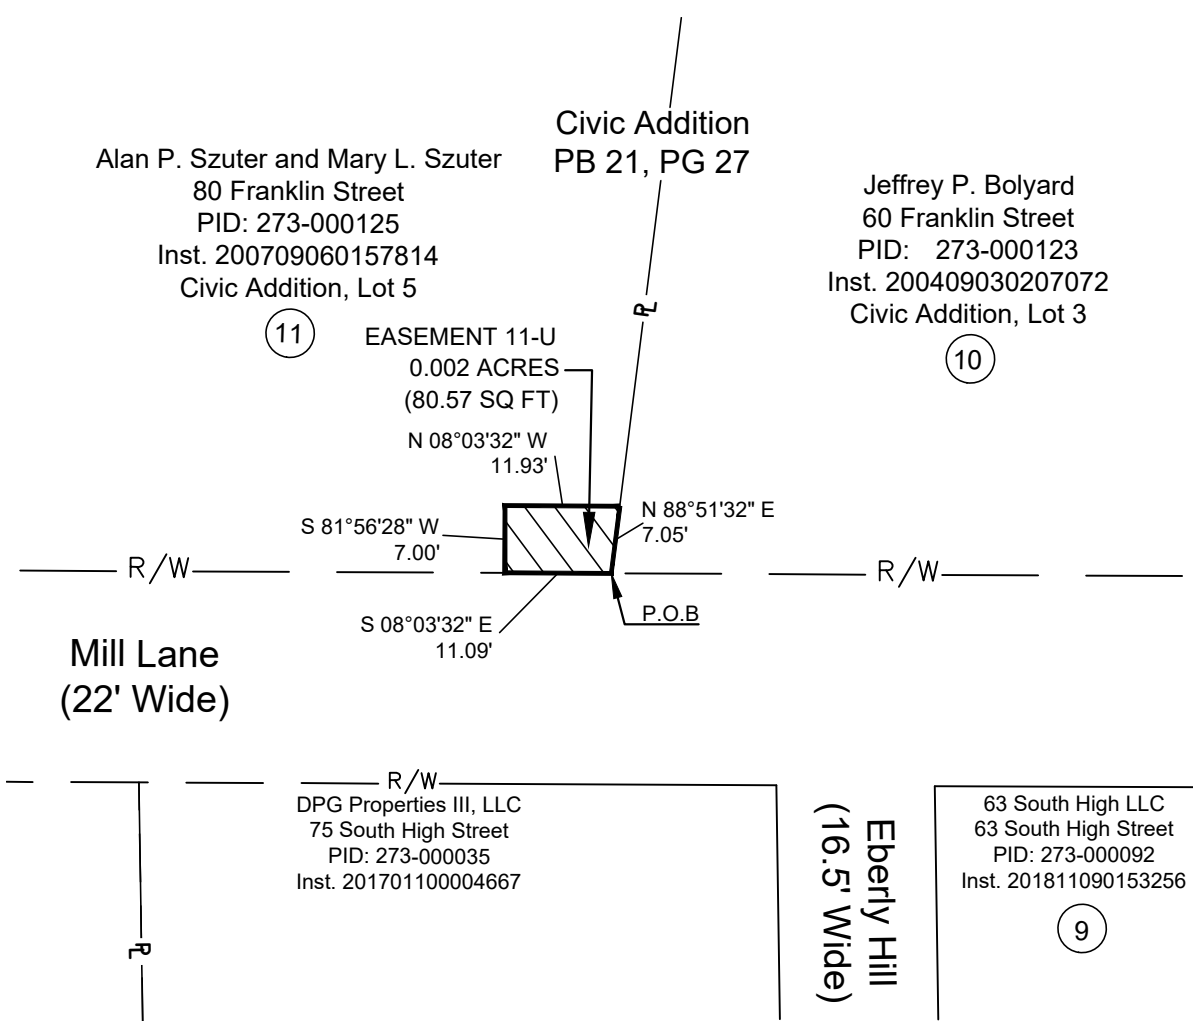 Civic Addition
PB 21, PG 27
Alan P. Szuter and Mary L. Szuter
80 Franklin Street
PID: 273-000125
Inst. 200709060157814
Civic Addition, Lot 5
11
Jeffrey P. Bolyard
60 Franklin Street
PID: 273-000123
Inst. 200409030207072
Civic Addition, Lot 3
10
PL
EASEMENT 11-U
0.002 ACRES
(80.57 SQ FT)
N 08°03'32" W
11.93'
N 88°51'32" E
7.05'
S 81°56'28" W
7.00'
R/W
R/W
S 08°03'32" E
11.09'
P.O.B
Mill Lane
(22' Wide)
R/W
DPG Properties III, LLC
75 South High Street
PID: 273-000035
Inst. 201701100004667
PL
Eberly Hill
(16.5' Wide)
63 South High LLC
63 South High Street
PID: 273-000092
Inst. 201811090153256
9